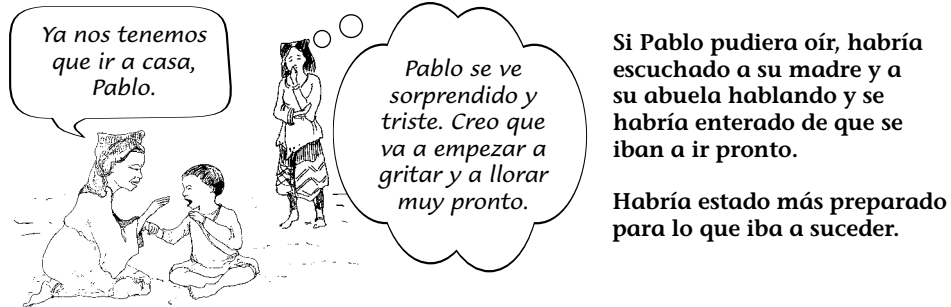 Ya nos tenemos
que ir a casa,
Pablo.
Pablo se ve
sorprendido y
triste. Creo que
va a empezar a
gritar y a llorar
muy pronto.
Si Pablo pudiera oír, habría
escuchado a su madre y a
su abuela hablando y se
habría enterado de que se
iban a ir pronto.
Habría estado más preparado
para lo que iba a suceder.